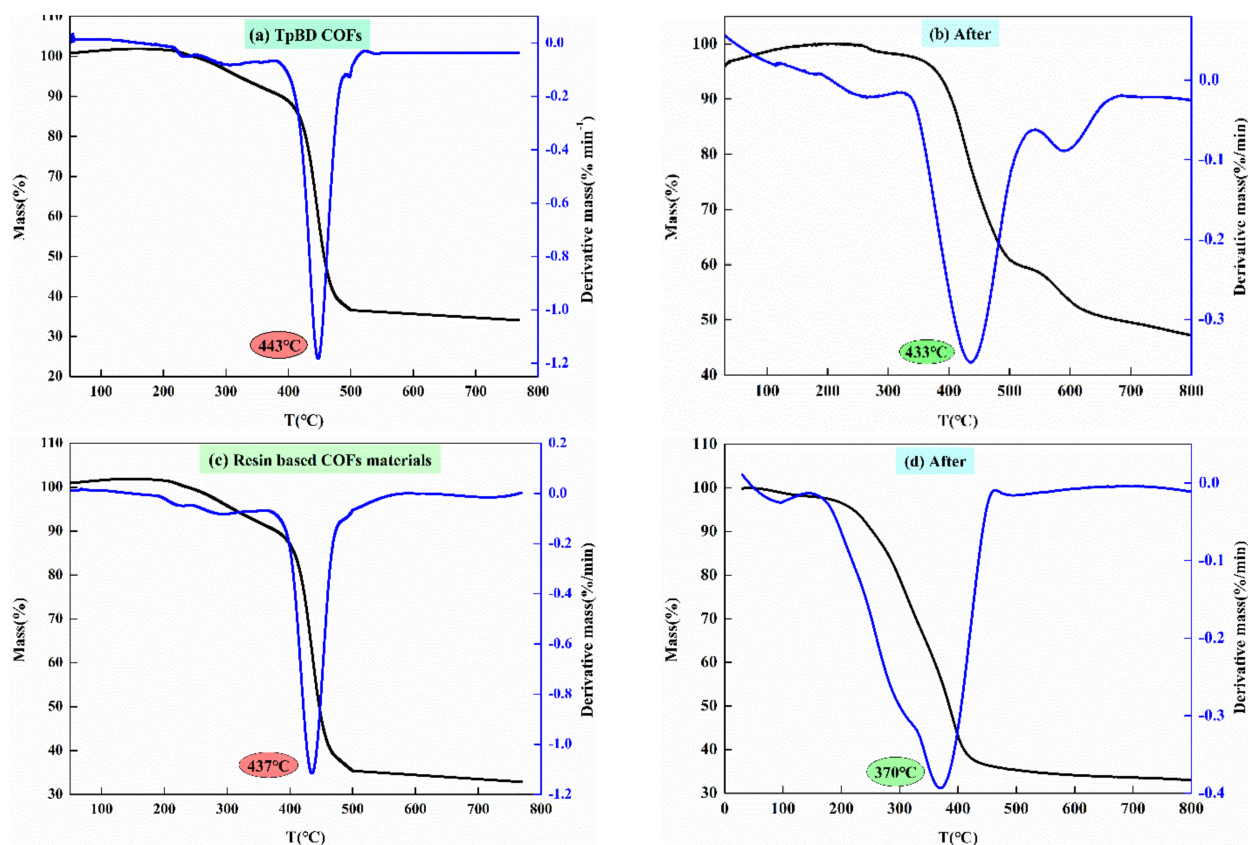 (a) TpBD COFs
110
100
90
80
70
60
50
40
30
20
Mass(%)
100 200 300 400 500 600 700 800
T(°C)
0.0
-0.2
-0.4
-0.6
-0.8
-1.0
-1.2
Derivative mass(% min⁻¹)
443°C
(b) After
100
90
80
70
60
50
40
Mass(%)
100 200 300 400 500 600 700 800
T(°C)
0.0
-0.1
-0.2
-0.3
Derivative mass(%/min)
433°C
(c) Resin based COFs materials
110
100
90
80
70
60
50
40
30
Mass(%)
100 200 300 400 500 600 700 800
T(°C)
0.2
0.0
-0.2
-0.4
-0.6
-0.8
-1.0
-1.2
Derivative mass(%/min)
437°C
(d) After
110
100
90
80
70
60
50
40
30
Mass(%)
0 100 200 300 400 500 600 700 800
T(°C)
0.0
-0.1
-0.2
-0.3
-0.4
Derivative mass(%/min)
370°C